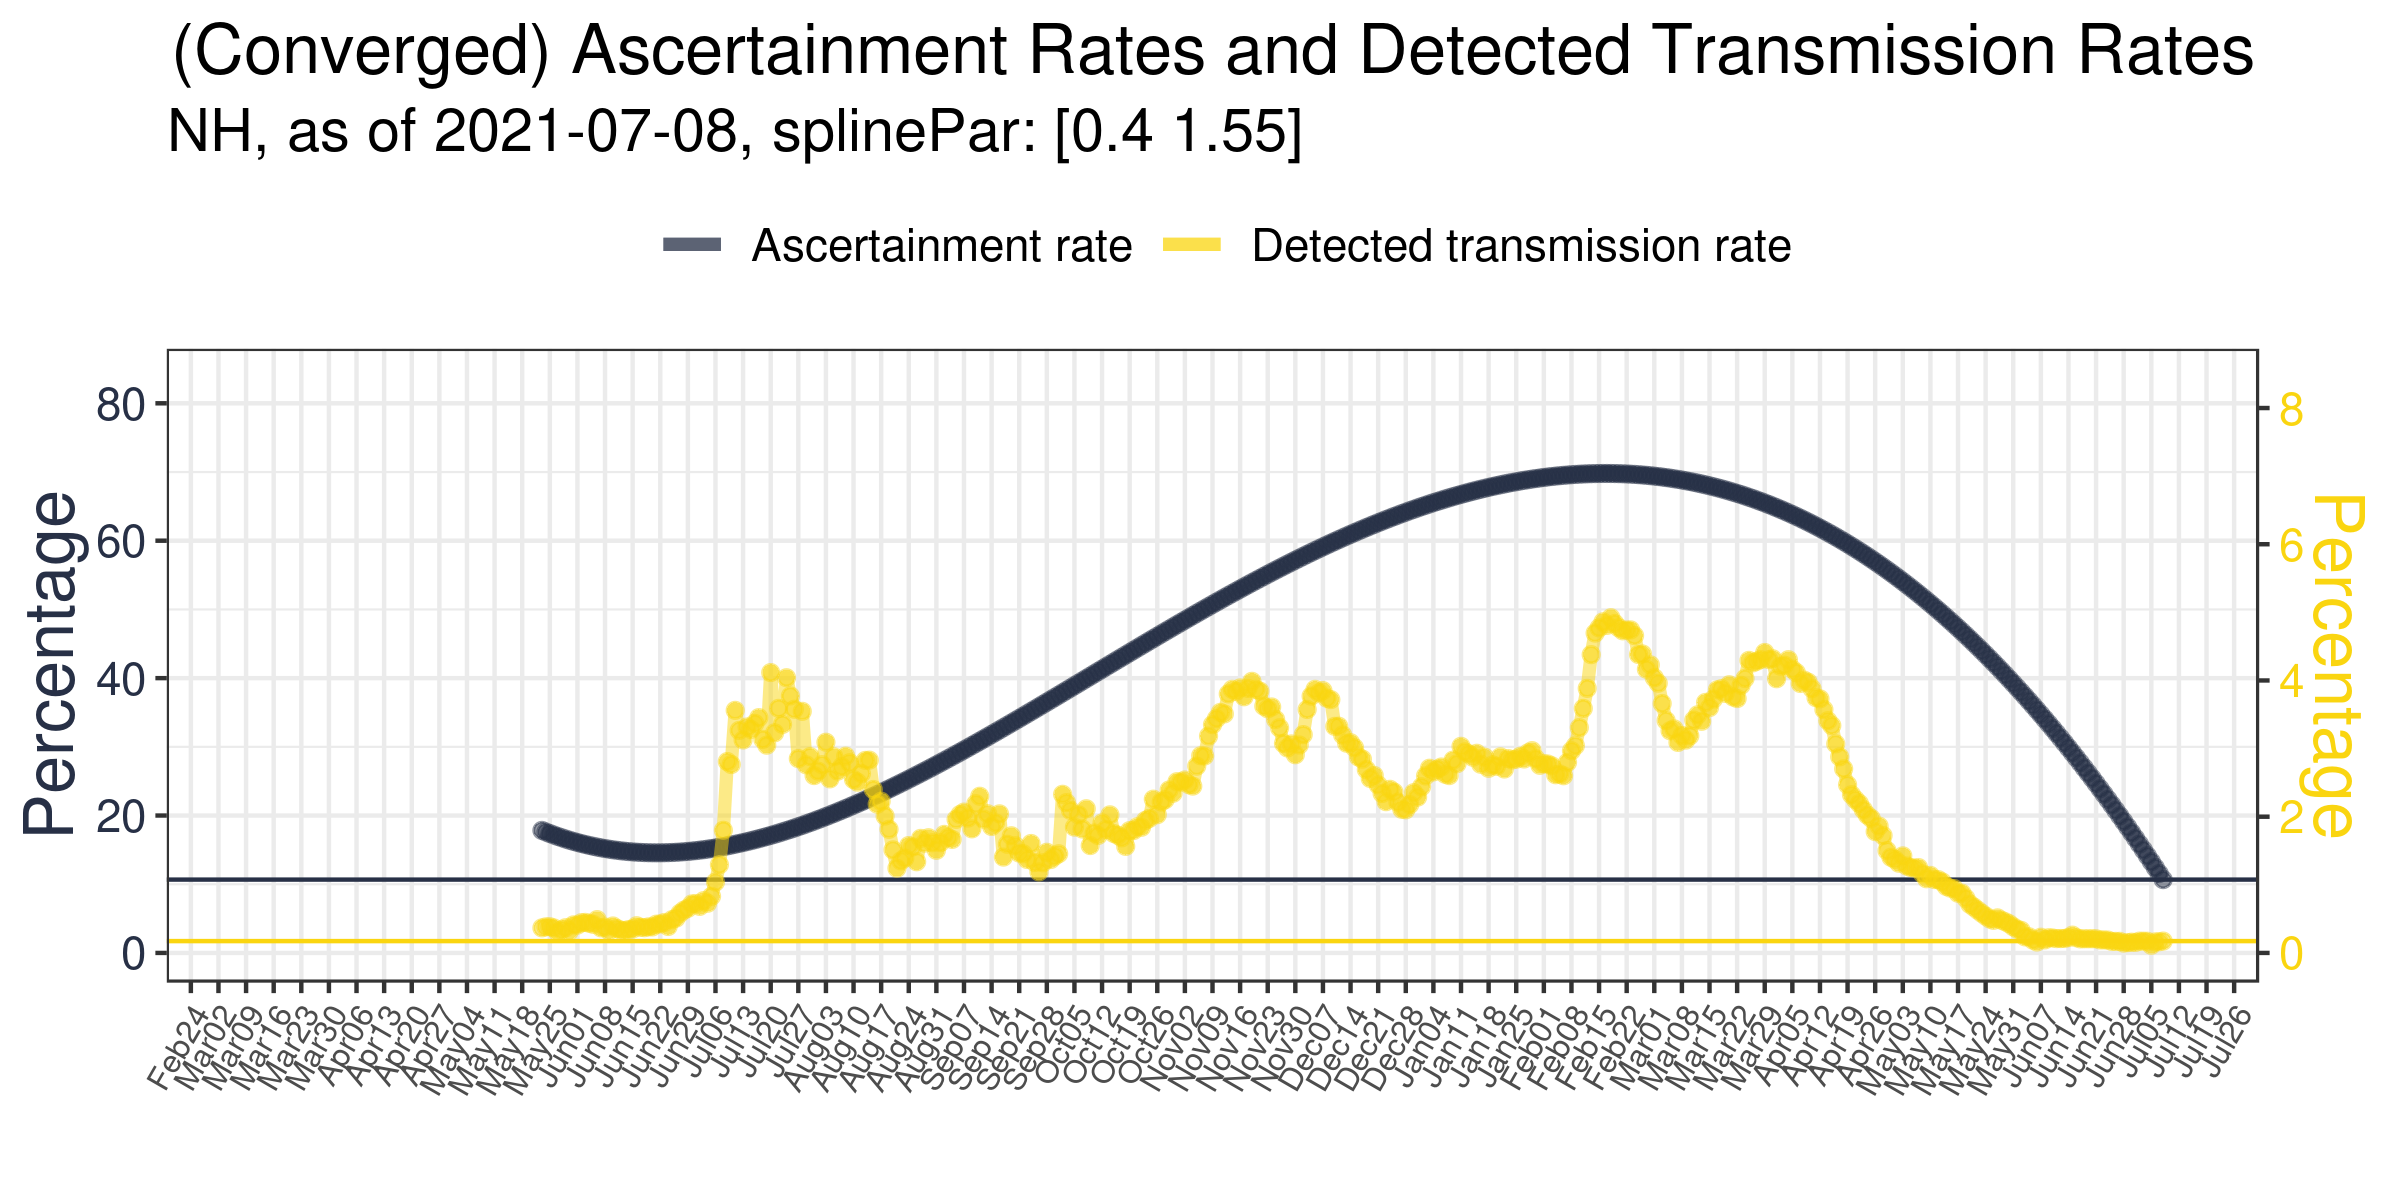 (Converged) Ascertainment Rates and Detected Transmission Rates
NH, as of 2021-07-08, splinePar: [0.4 1.55]
Ascertainment rate Detected transmission rate
Percentage
80
60
40
20
0
8
6
4
2
0
Percentage
Feb24
Mar02
Mar09
Mar16
Mar23
Mar30
Apr06
Apr13
Apr20
Apr27
May04
May11
May18
May25
Jun01
Jun08
Jun15
Jun22
Jun29
Jul06
Jul13
Jul20
Jul27
Aug03
Aug10
Aug17
Aug24
Aug31
Sep07
Sep14
Sep21
Sep28
Oct05
Oct12
Oct19
Oct26
Nov02
Nov09
Nov16
Nov23
Nov30
Dec07
Dec14
Dec21
Dec28
Jan04
Jan11
Jan18
Jan25
Feb01
Feb08
Feb15
Feb22
Mar01
Mar08
Mar15
Mar22
Mar29
Apr05
Apr12
Apr19
Apr26
May03
May10
May17
May24
May31
Jun07
Jun14
Jun21
Jun28
Jul05
Jul12
Jul19
Jul26